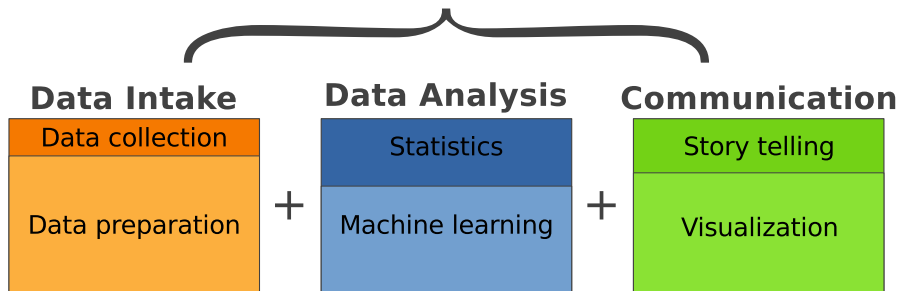 Data Intake
Data collection
Data preparation
+
Data Analysis
Statistics
Machine learning
+
Communication
Story telling
Visualization